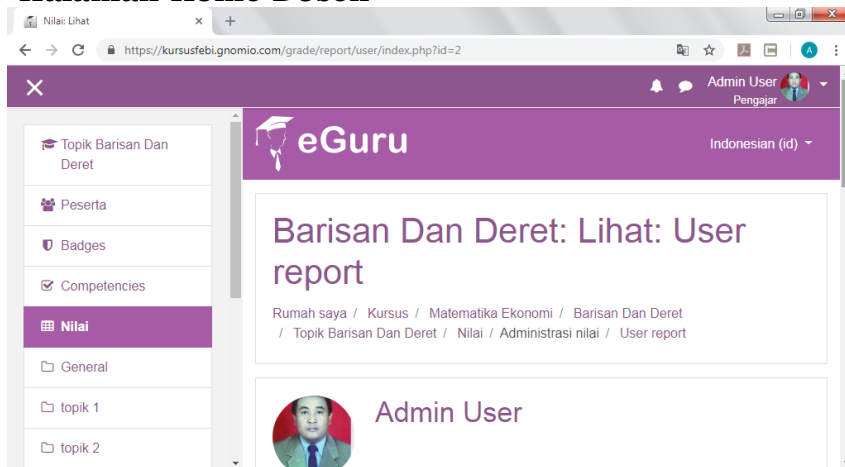 Halaman Home Dosen
Nilai: Lihat
https://kursusfebi.gnomio.com/grade/report/user/index.php?id=2
A
Admin User
Pengajar
eGuru
Indonesian (id)
Topik Barisan Dan
Deret
Peserta
Badges
Competencies
Nilai
General
topik 1
topik 2
Barisan Dan Deret: Lihat: User
report
Rumah saya / Kursus / Matematika Ekonomi / Barisan Dan Deret
/ Topik Barisan Dan Deret / Nilai / Administrasi nilai / User report
Admin User